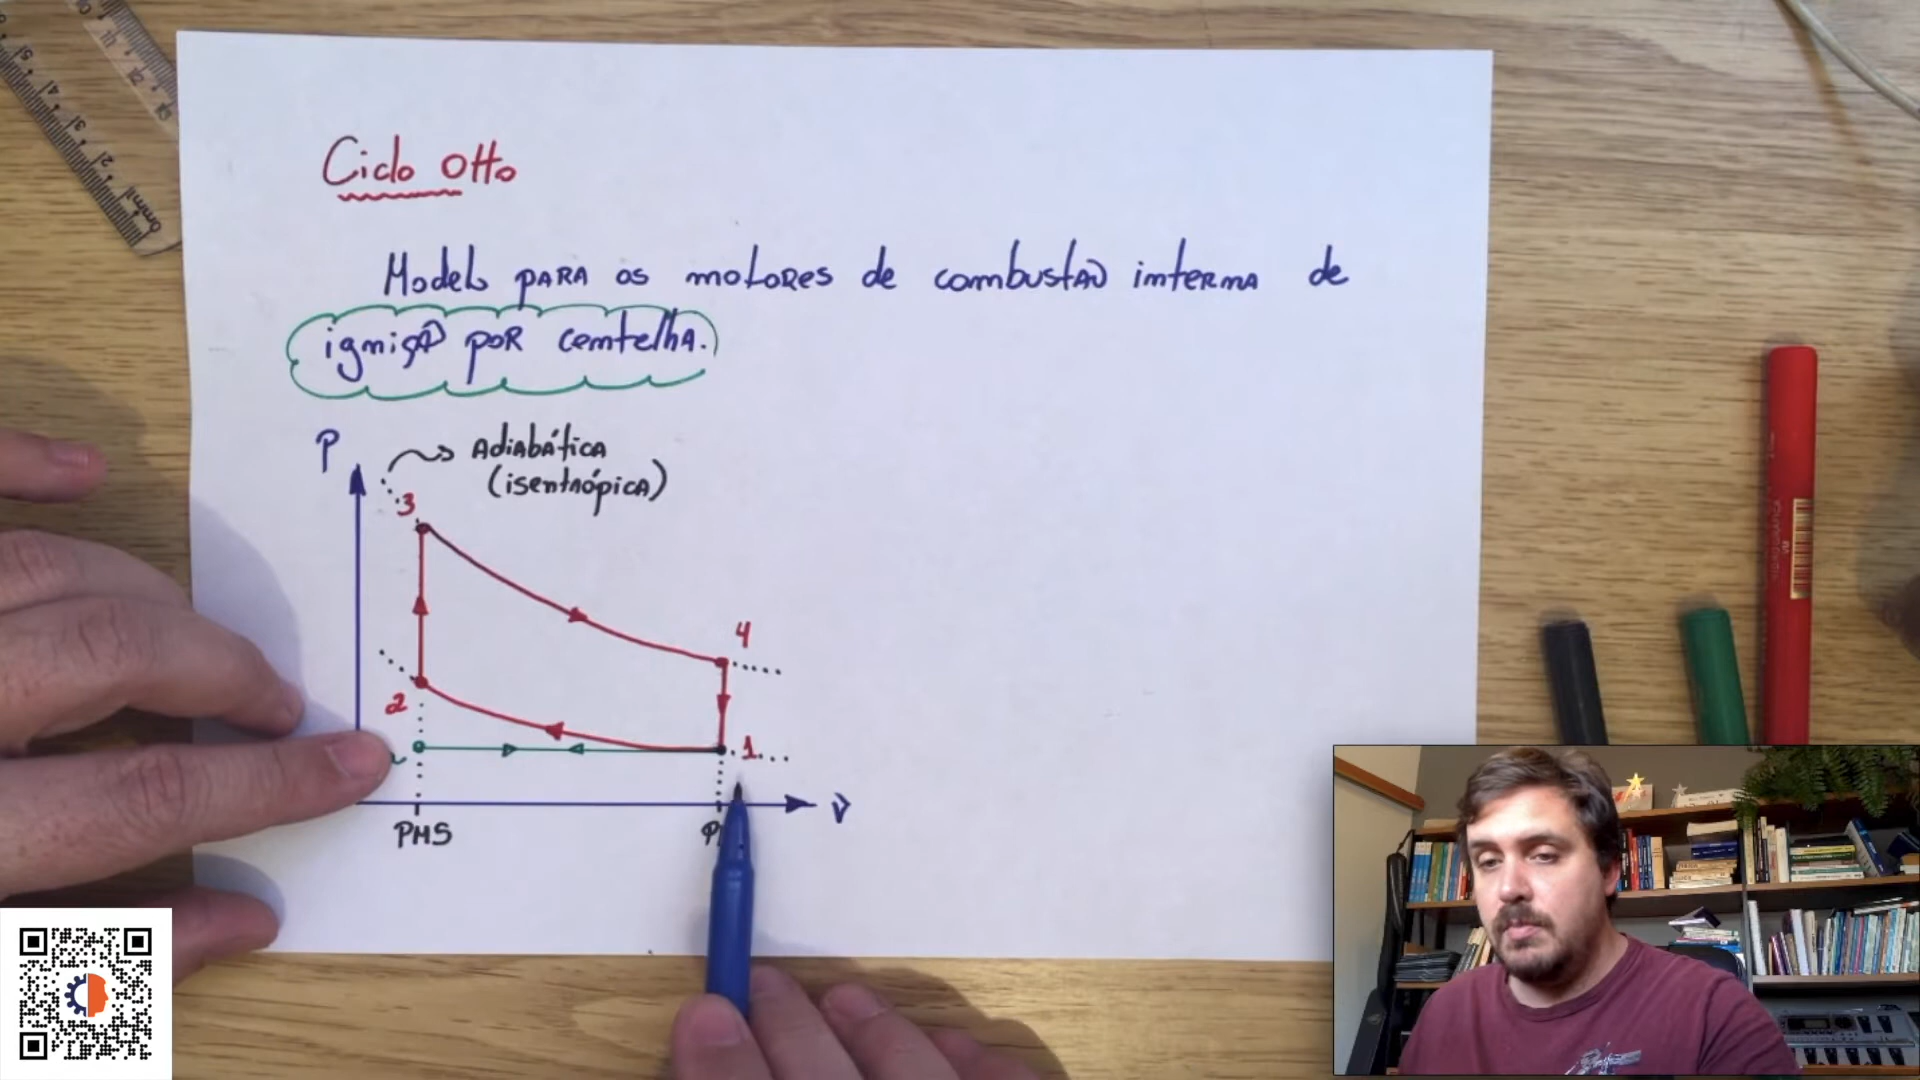 Ciclo Otto
Modelo PARA os motores de combustão interna de
ignição por centelha.
P
Adiabática
(isentrópica)
3
4
2
1
v
PMS